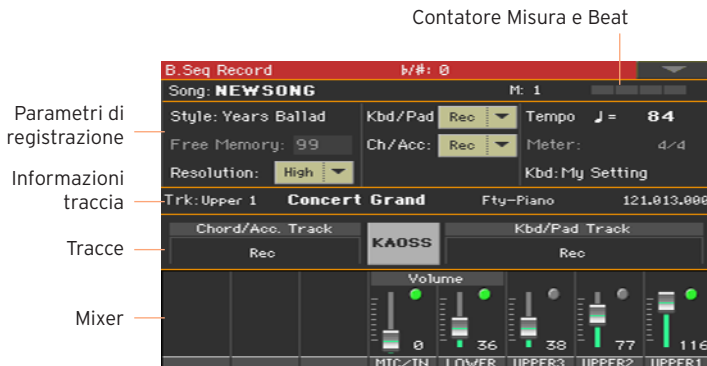 Contatore Misura e Beat
B.Seq Record ♭/#: 0
Song: NEWSONG M: 1
Parametri di registrazione
Style: Years Ballad Kbd/Pad Rec Tempo ♩ = 84
Free Memory: 99 Ch/Acc: Rec Meter: 4/4
Resolution: High Kbd: My Setting
Informazioni traccia
Trk: Upper 1 Concert Grand Fty-Piano 121.013.000
Tracce
Chord/Acc. Track KAOSS Kbd/Pad Track
Rec Rec
Mixer
Volume
0 36 38 77 116
MIC/IN LOWER UPPER3 UPPER2 UPPER1